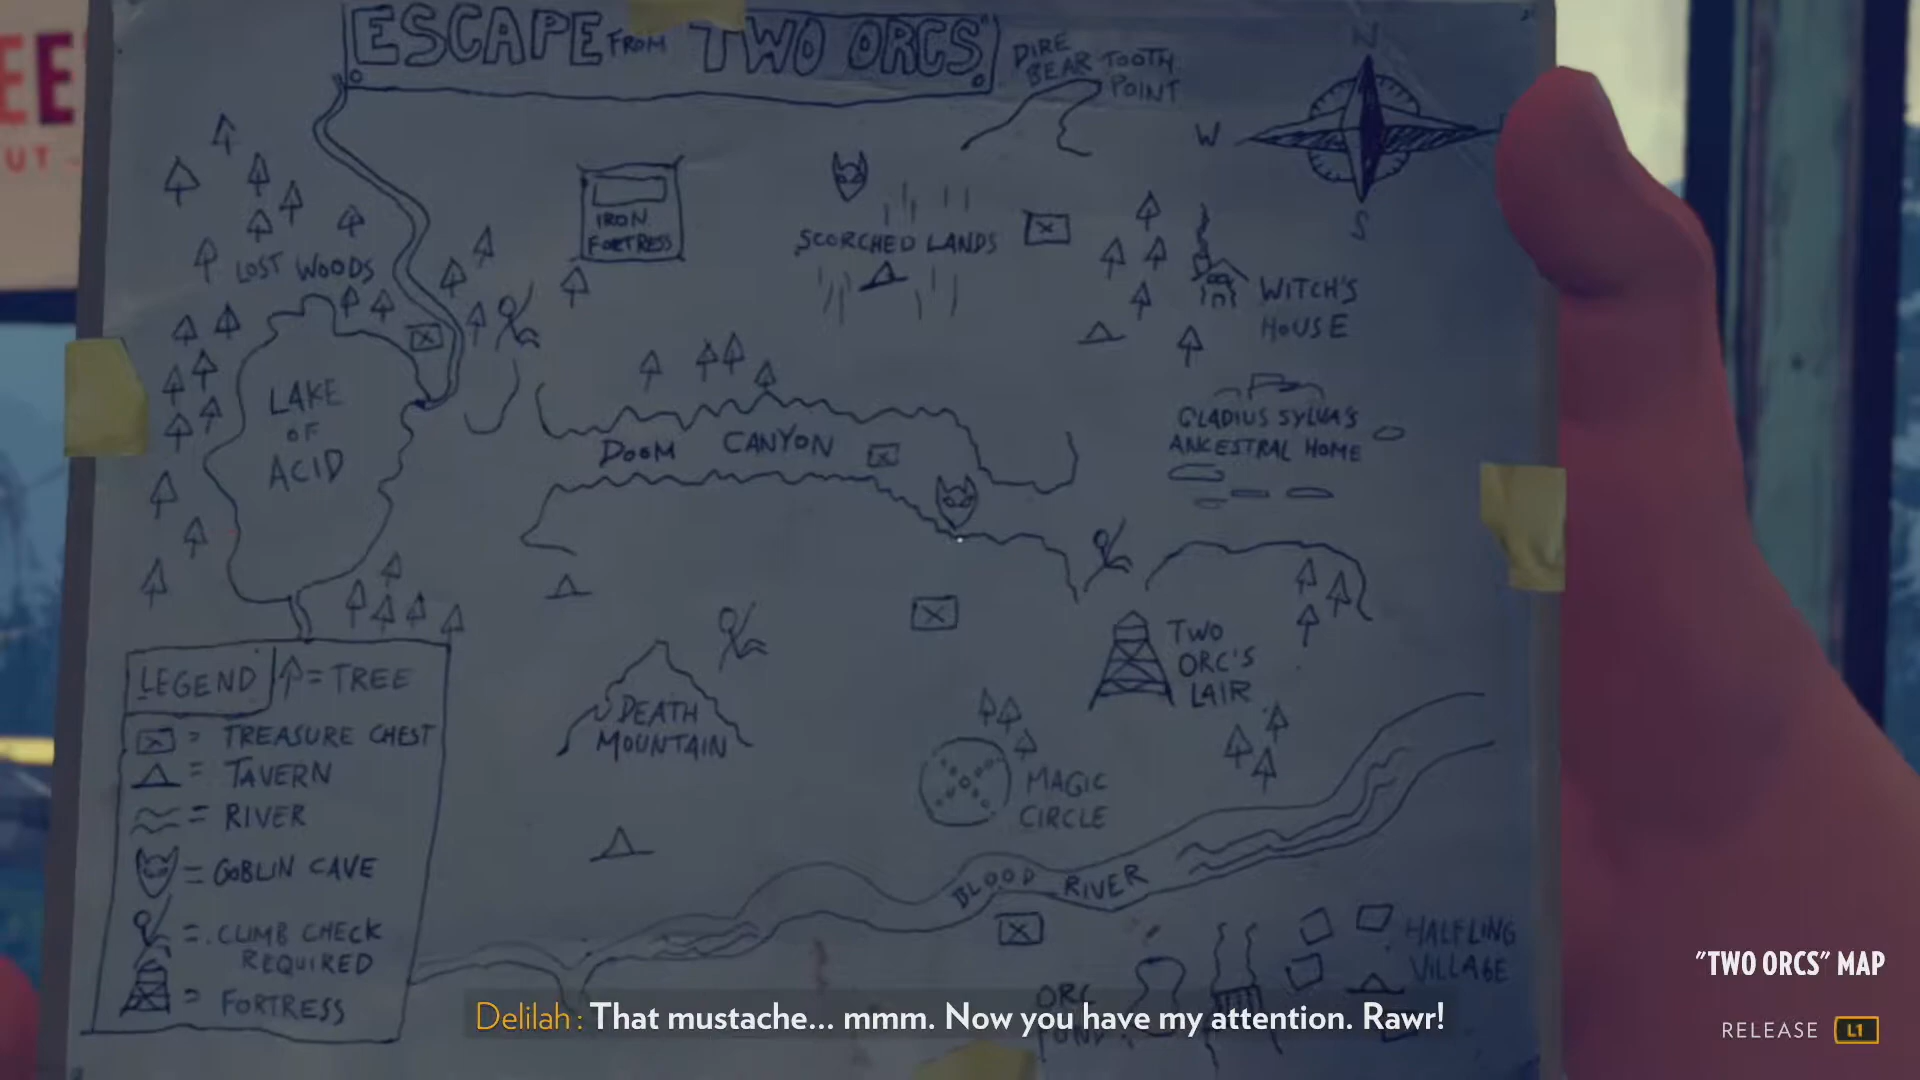 ESCAPE FROM TWO ORCS
DIRE
BEAR TOOTH
POINT
N
W
S
IRON
FORTRESS
SCORCHED LANDS
LOST WOODS
WITCH'S
HOUSE
LAKE
OF
ACID
DOOM CANYON
GLADIUS SYLVA'S
ANCESTRAL HOME
TWO
ORC'S
LAIR
DEATH
MOUNTAIN
MAGIC
CIRCLE
BLOOD RIVER
HALFLING
VILLAGE
ORC
LEGEND
= TREE
= TREASURE CHEST
= TAVERN
= RIVER
= GOBLIN CAVE
= CLIMB CHECK
REQUIRED
= FORTRESS
"TWO ORCS" MAP
RELEASE L1
Delilah: That mustache... mmm. Now you have my attention. Rawr!